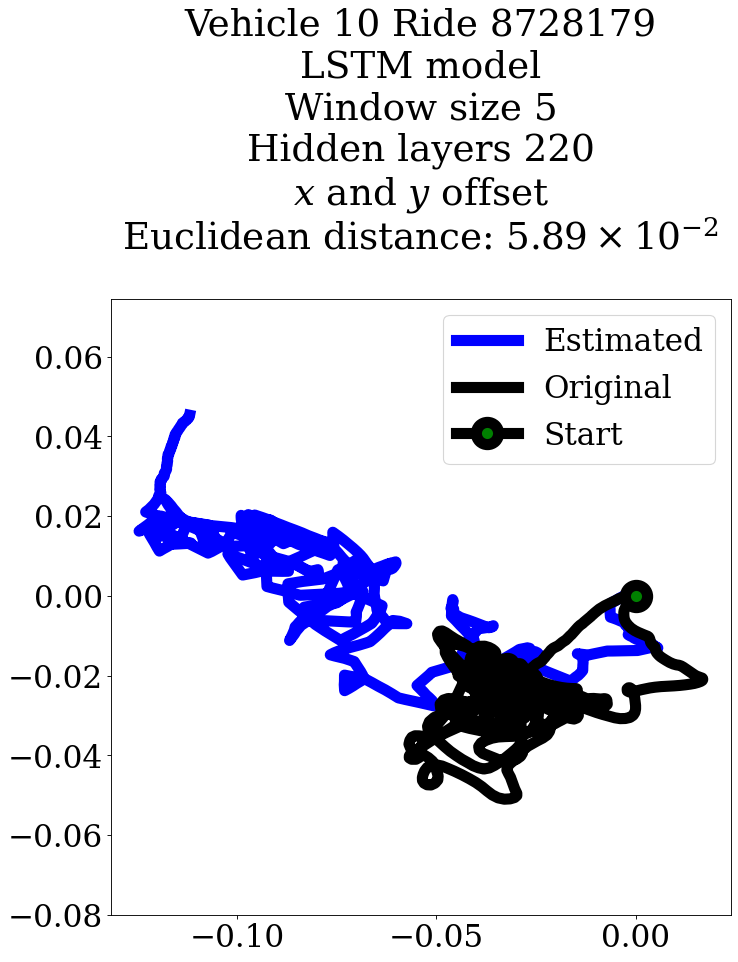 Vehicle 10 Ride 8728179
LSTM model
Window size 5
Hidden layers 220
x and y offset
Euclidean distance: 5.89 × 10⁻²
Estimated
Original
Start
0.06
0.04
0.02
0.00
−0.02
−0.04
−0.06
−0.08
−0.10
−0.05
0.00